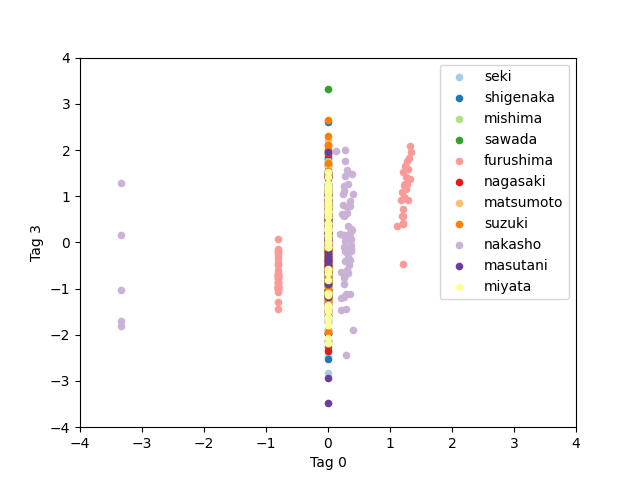 4
3
2
1
0
−1
−2
−3
−4
Tag 3
−4 −3 −2 −1 0 1 2 3 4
Tag 0
seki
shigenaka
mishima
sawada
furushima
nagasaki
matsumoto
suzuki
nakasho
masutani
miyata